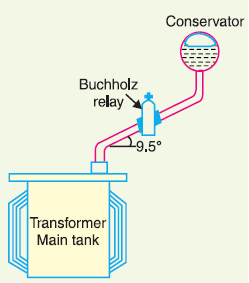 Conservator
Buchholz
relay
9.5°
Transformer
Main tank